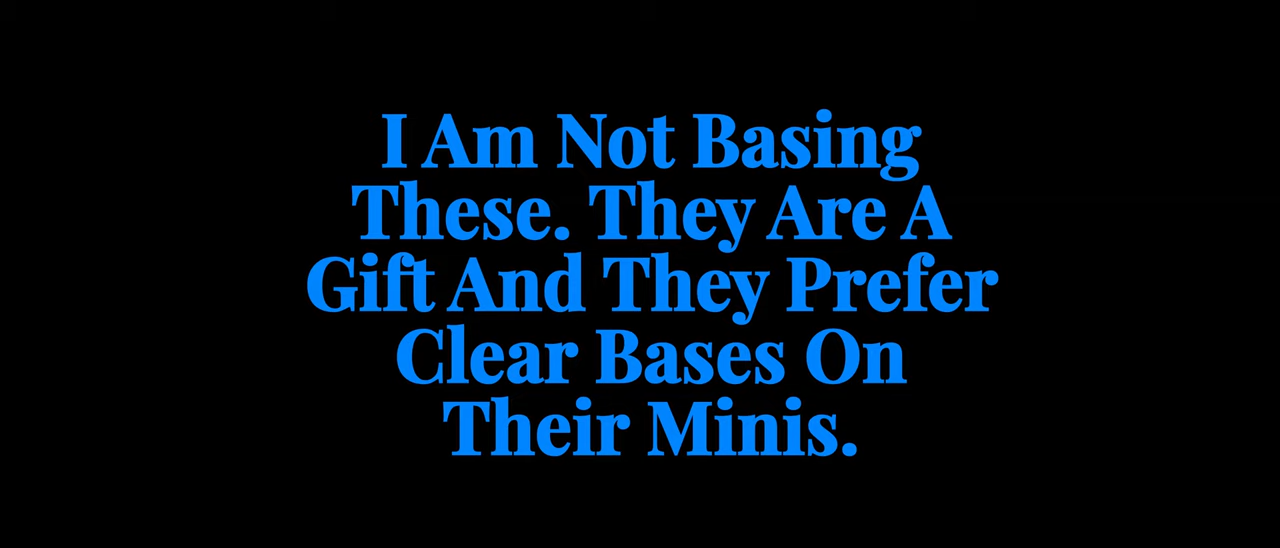 I Am Not Basing
These. They Are A
Gift And They Prefer
Clear Bases On
Their Minis.